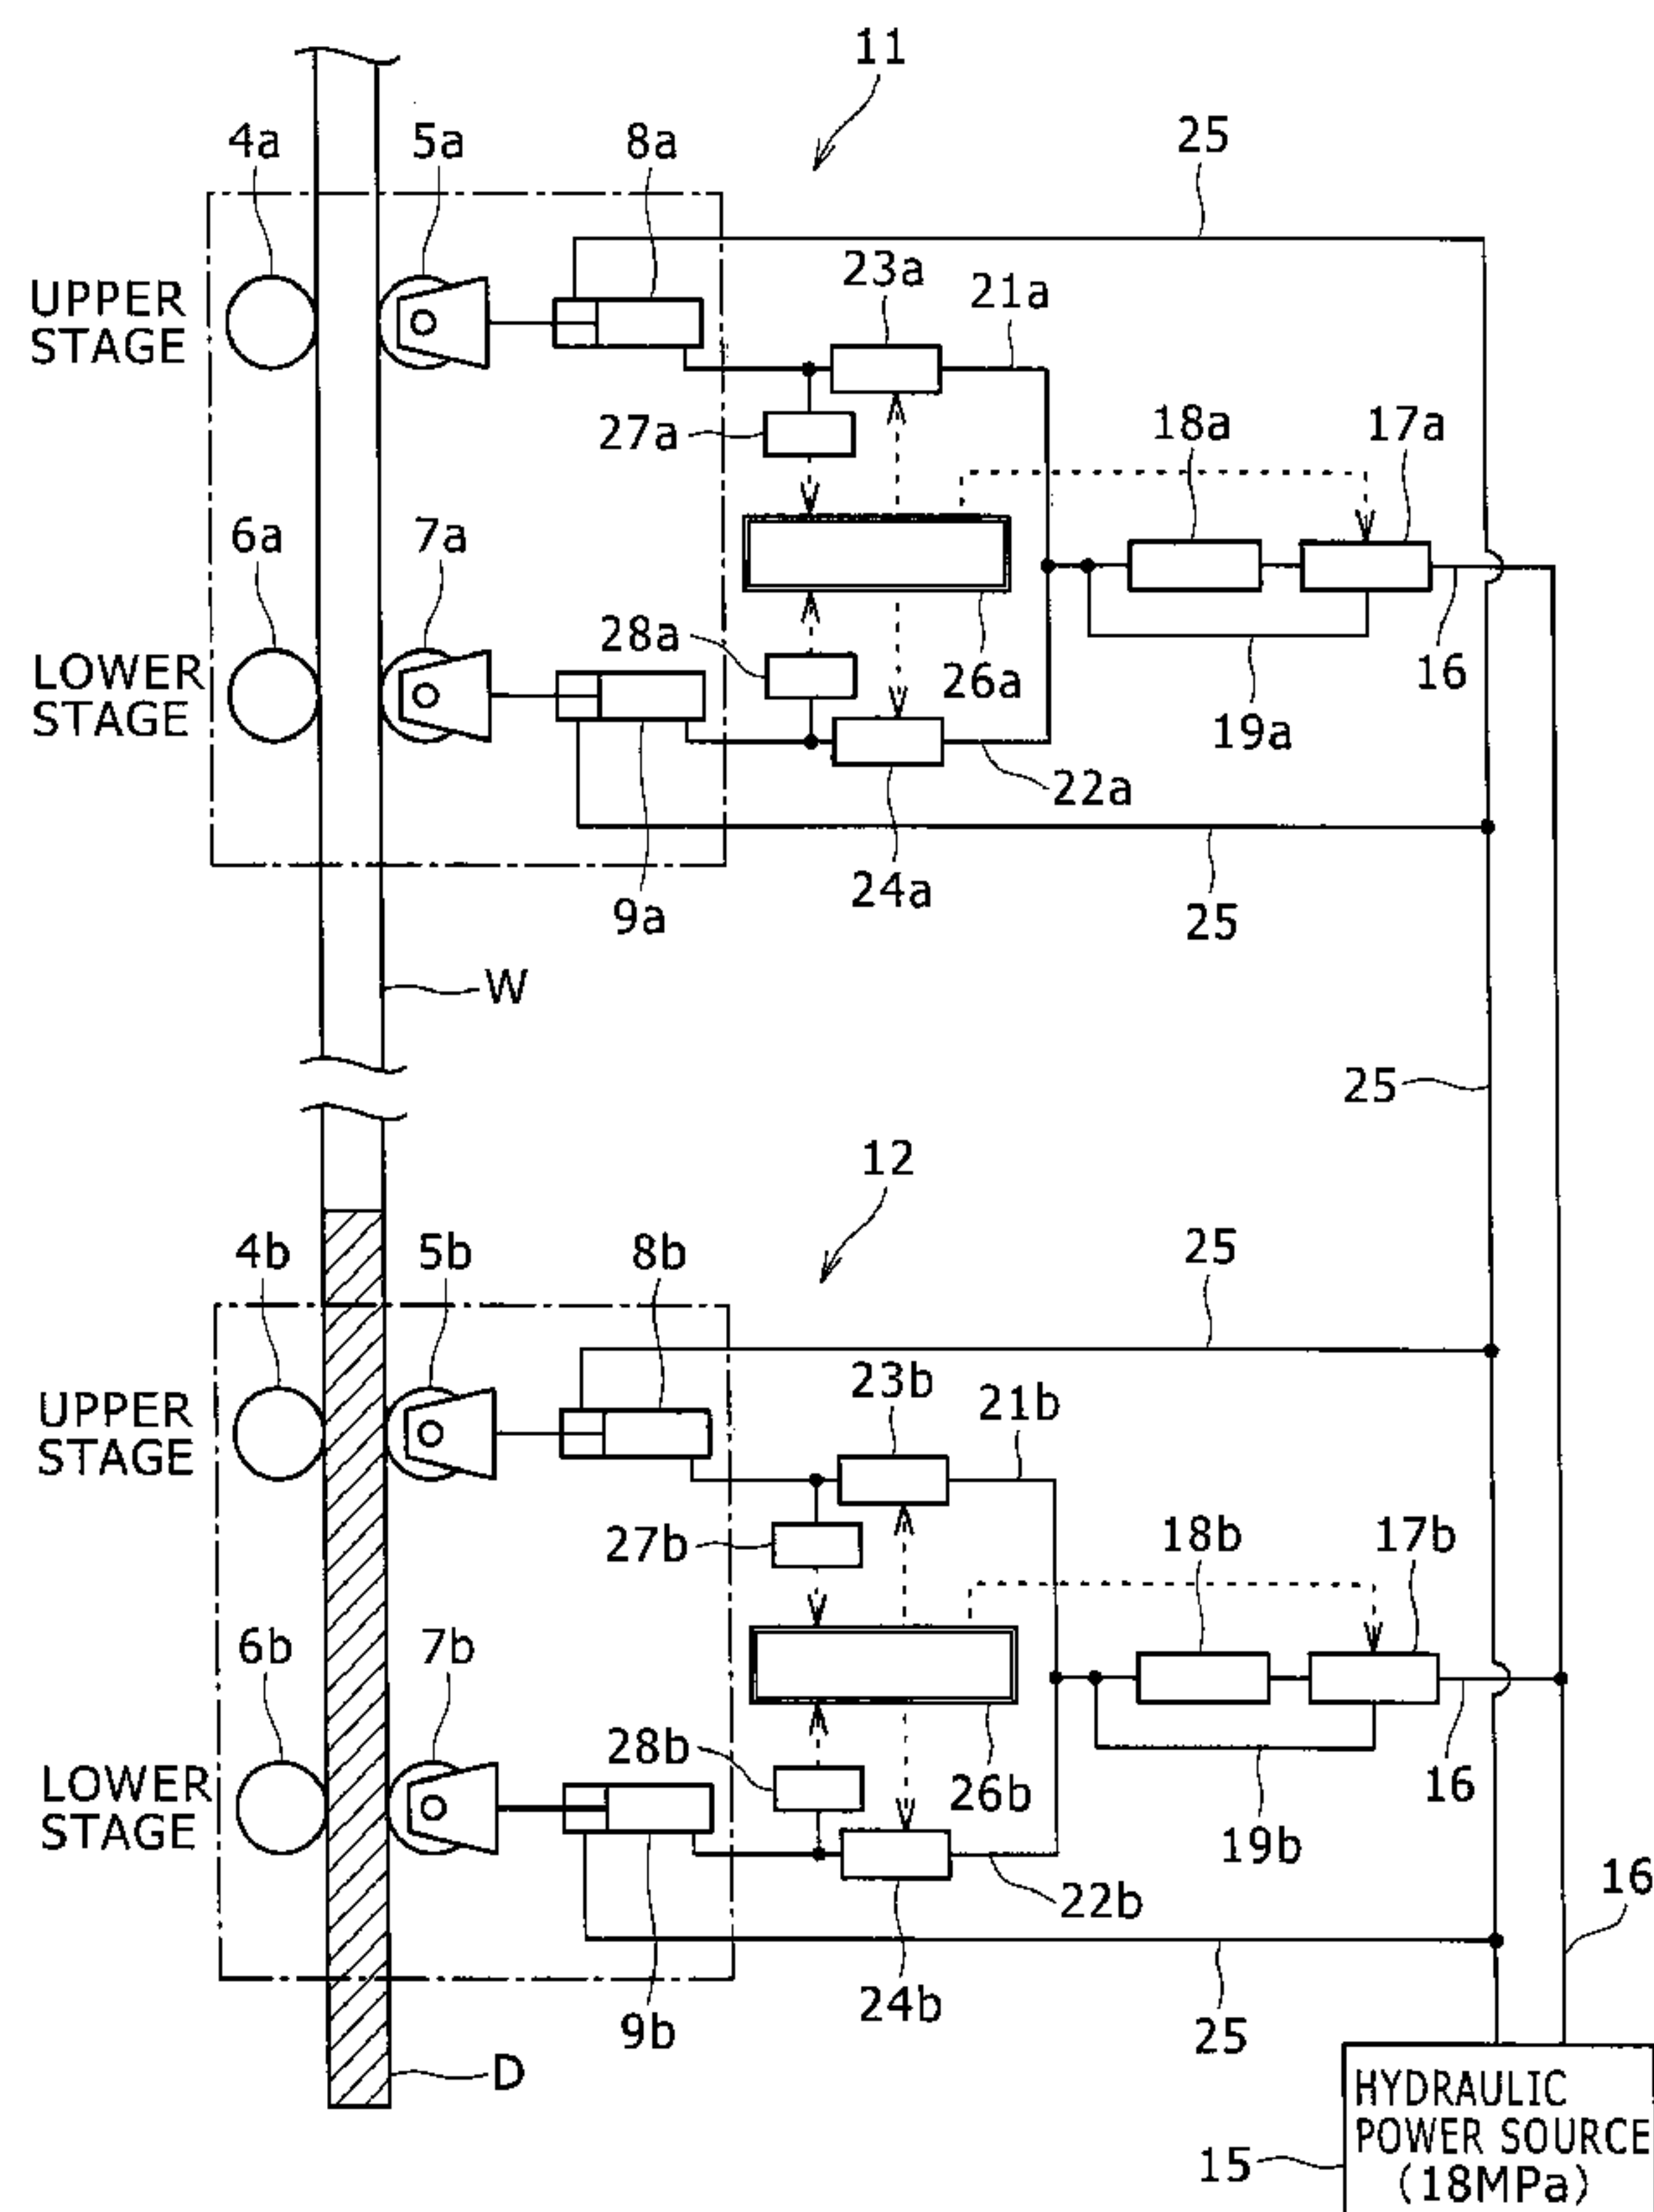 11
4a
5a
8a
25
UPPER
STAGE
23a
21a
27a
18a
17a
6a
7a
28a
26a
16
LOWER
STAGE
19a
22a
24a
9a
25
W
25
12
4b
5b
8b
25
UPPER
STAGE
23b
21b
27b
18b
17b
6b
7b
28b
26b
16
LOWER
STAGE
19b
22b
16
24b
9b
25
D
HYDRAULIC
POWER SOURCE
15
(18MPa)